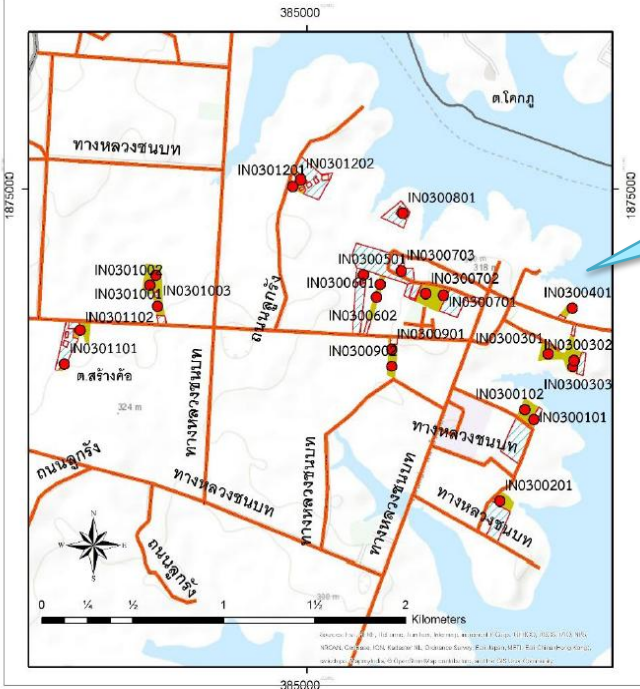 385000
ต.โคกภู
ทางหลวงชนบท
1875000
1875000
IN0301201
IN0301202
IN0300801
IN0300501
IN0300703
318 m
IN0301002
IN0300601
IN0300702
IN0301001
IN0301003
IN0300701
IN0300401
IN0300602
ถนนลูกรัง
IN0301102
IN0300901
IN0300301
IN0300302
IN0301101
ต.สร้างค้อ
IN0300303
IN0300102
324 m
ทางหลวงชนบท
IN0300101
ทางหลวงชนบท
ถนนลูกรัง
ทางหลวงชนบท
ทางหลวงชนบท
IN0300201
ทางหลวงชนบท
ทางหลวงชนบท
ถนนลูกรัง
N
W
E
S
0 ¼ ½ 1 1½ 2
Kilometers
385000